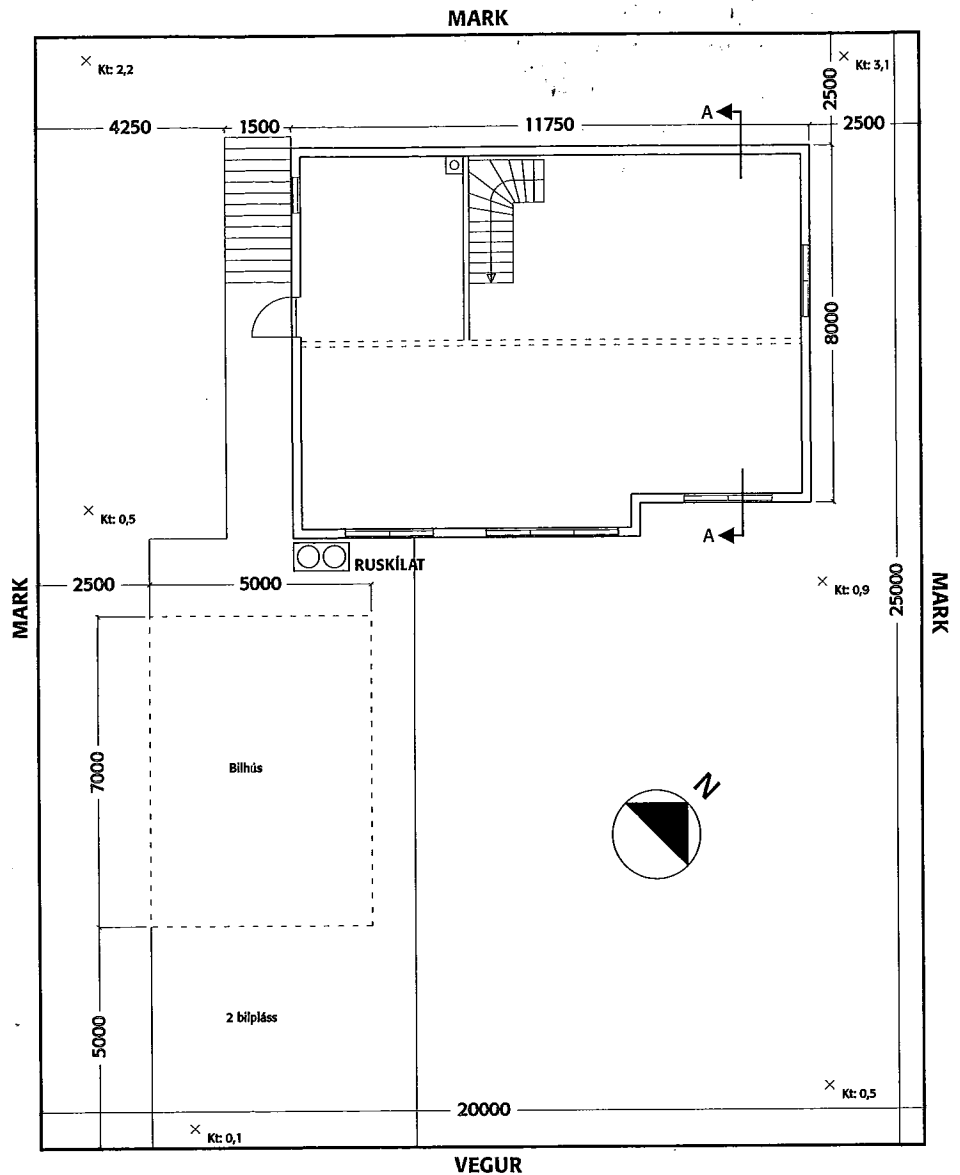 MARK
Kt: 2,2
Kt: 3,1
2500
A
4250
1500
11750
2500
8000
A
Kt: 0,5
RUSKÍLAT
2500
5000
Kt: 0,9
25000
MARK
MARK
7000
Bilhús
N
5000
2 bilpláss
Kt: 0,5
20000
Kt: 0,1
VEGUR